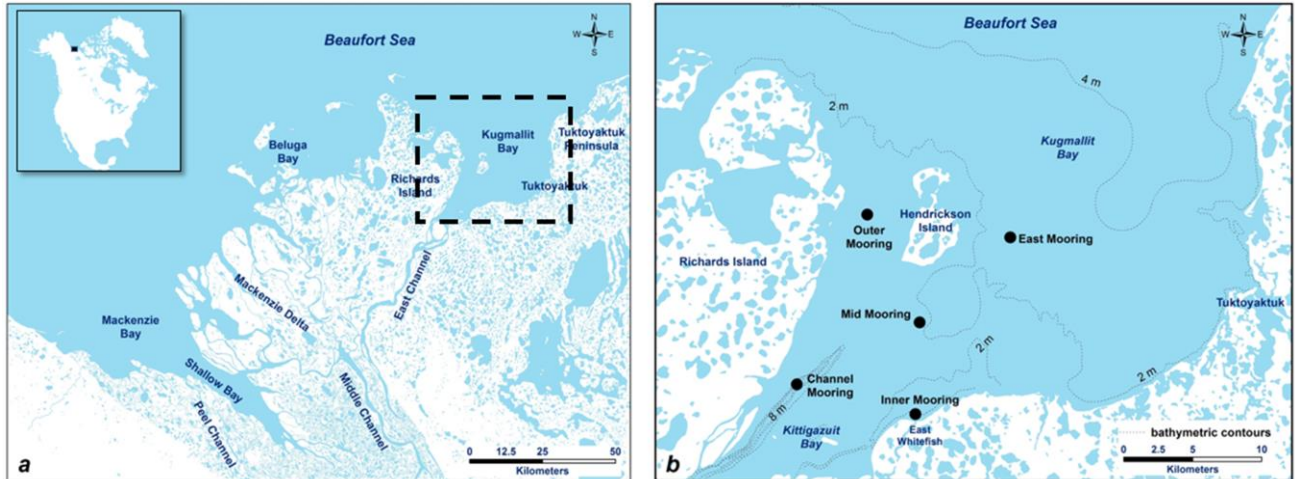 Beaufort Sea
N
W E
S
Beluga
Bay
Kugmallit
Bay
Tuktoyaktuk
Peninsula
Richards
Island
Tuktoyaktuk
East Channel
Mackenzie Delta
Mackenzie
Bay
Shallow Bay
Middle Channel
Peel Channel
0 12.5 25 50
Kilometers
a
Beaufort Sea
N
W E
S
4 m
2 m
Kugmallit
Bay
Hendrickson
Island
Outer
Mooring
East Mooring
Richards Island
Tuktoyaktuk
Mid Mooring
2 m
2 m
Channel
Mooring
8 m
Inner Mooring
East
Whitefish
Kittigazuit
Bay
bathymetric contours
0 2.5 5 10
Kilometers
b